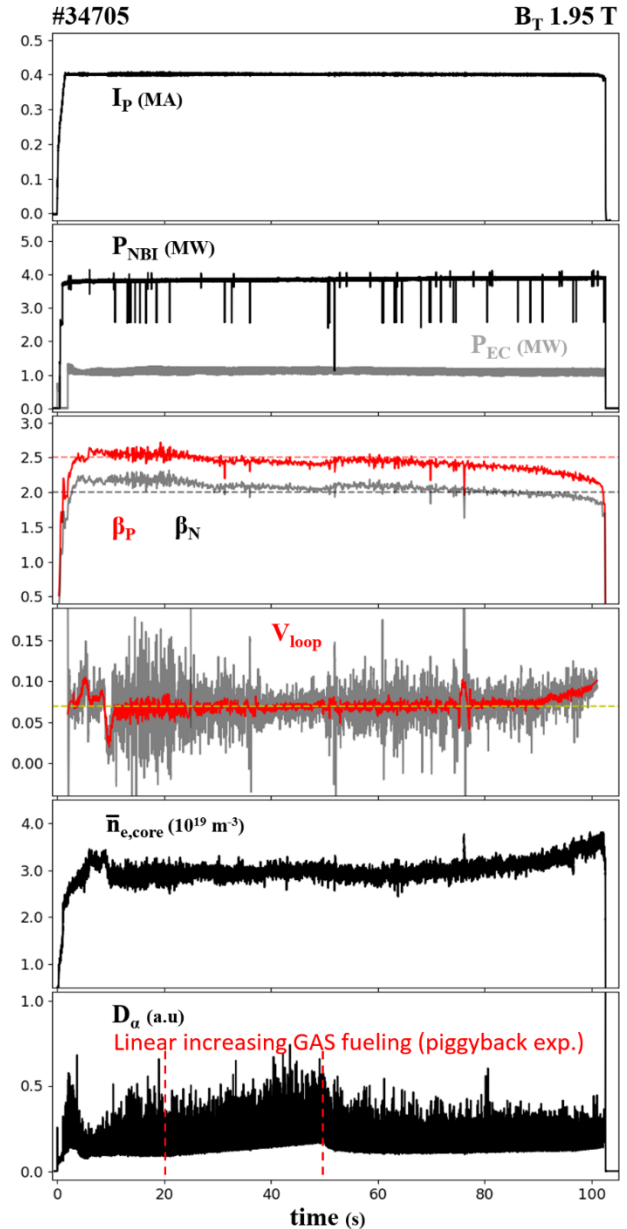 #34705 B_T 1.95 T
0.5
0.4
0.3
0.2
0.1
0.0
I_P (MA)
5.0
4.0
3.0
2.0
1.0
0.0
P_NBI (MW)
P_EC (MW)
3.0
2.5
2.0
1.5
1.0
0.5
β_P β_N
0.15
0.10
0.05
0.00
V_loop
4.0
3.0
2.0
1.0
n̅_e,core (10¹⁹ m⁻³)
1.0
0.5
0.0
D_α (a.u)
Linear increasing GAS fueling (piggyback exp.)
0 20 40 60 80 100
time (s)